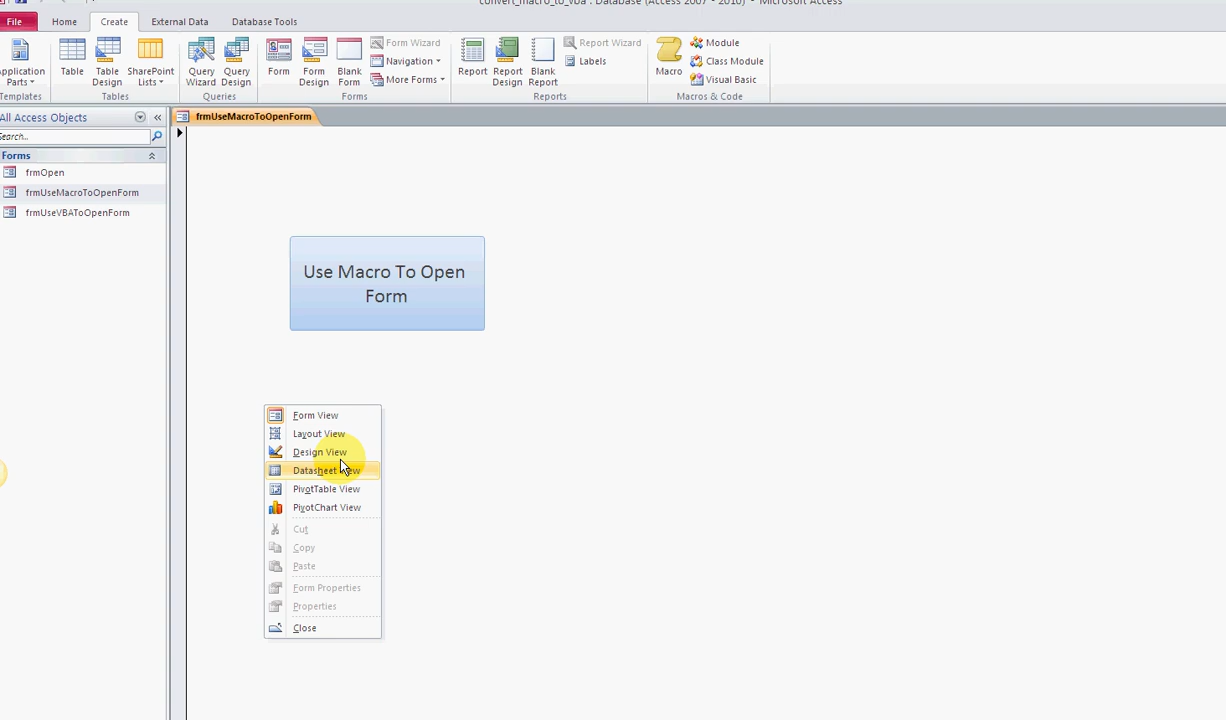 convert_macro_to_vba : Database (Access 2007 - 2010) - Microsoft Access
File Home Create External Data Database Tools
Application Parts
Templates
Table
Table Design
SharePoint Lists
Tables
Query Wizard
Query Design
Queries
Form
Form Design
Blank Form
Form Wizard
Navigation
More Forms
Forms
Report
Report Design
Blank Report
Report Wizard
Labels
Reports
Macro
Module
Class Module
Visual Basic
Macros & Code
All Access Objects
Search...
Forms
frmOpen
frmUseMacroToOpenForm
frmUseVBAToOpenForm
frmUseMacroToOpenForm
Use Macro To Open
Form
Form View
Layout View
Design View
Datasheet View
PivotTable View
PivotChart View
Cut
Copy
Paste
Form Properties
Properties
Close